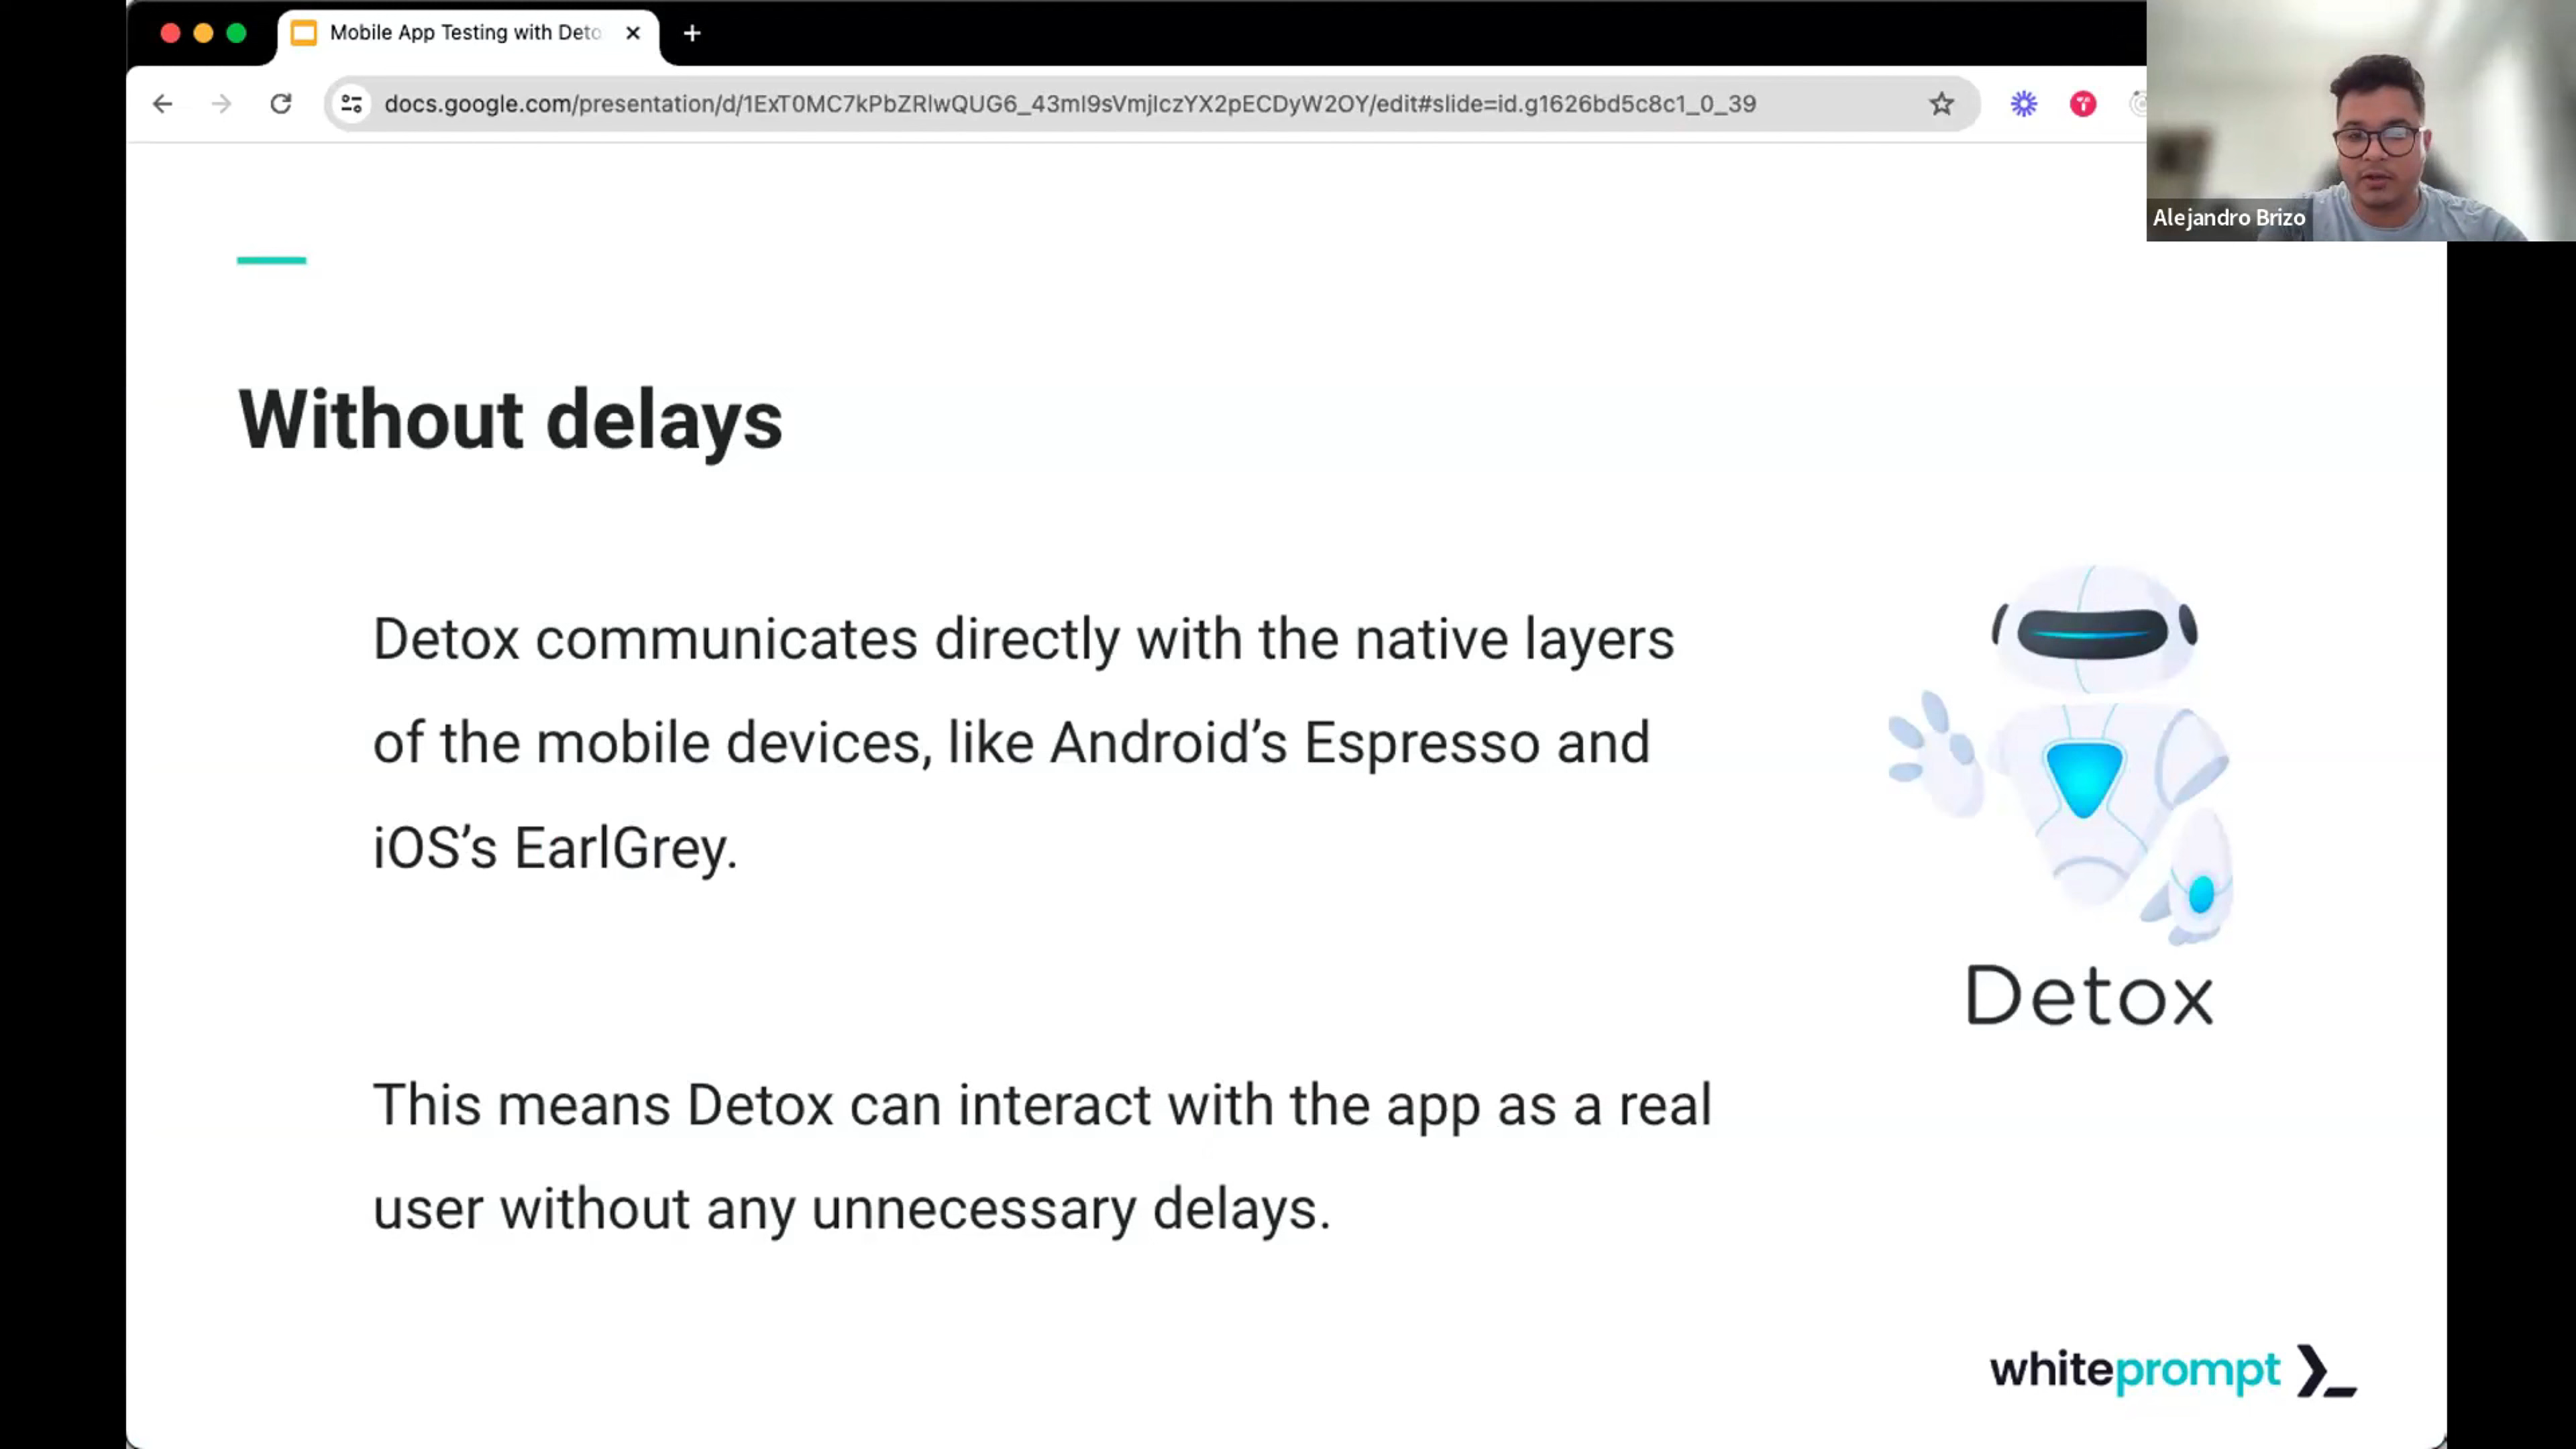 Mobile App Testing with Deto
docs.google.com/presentation/d/1ExT0MC7kPbZRlwQUG6_43ml9sVmjlczYX2pECDyW2OY/edit#slide=id.g1626bd5c8c1_0_39
Alejandro Brizo
Without delays
Detox communicates directly with the native layers
of the mobile devices, like Android’s Espresso and
iOS’s EarlGrey.
Detox
This means Detox can interact with the app as a real
user without any unnecessary delays.
whiteprompt